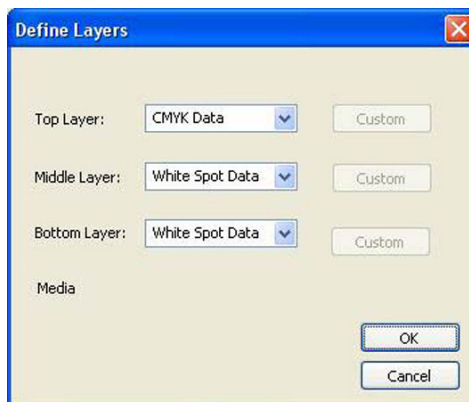 Define Layers
Top Layer: CMYK Data Custom
Middle Layer: White Spot Data Custom
Bottom Layer: White Spot Data Custom
Media
OK
Cancel